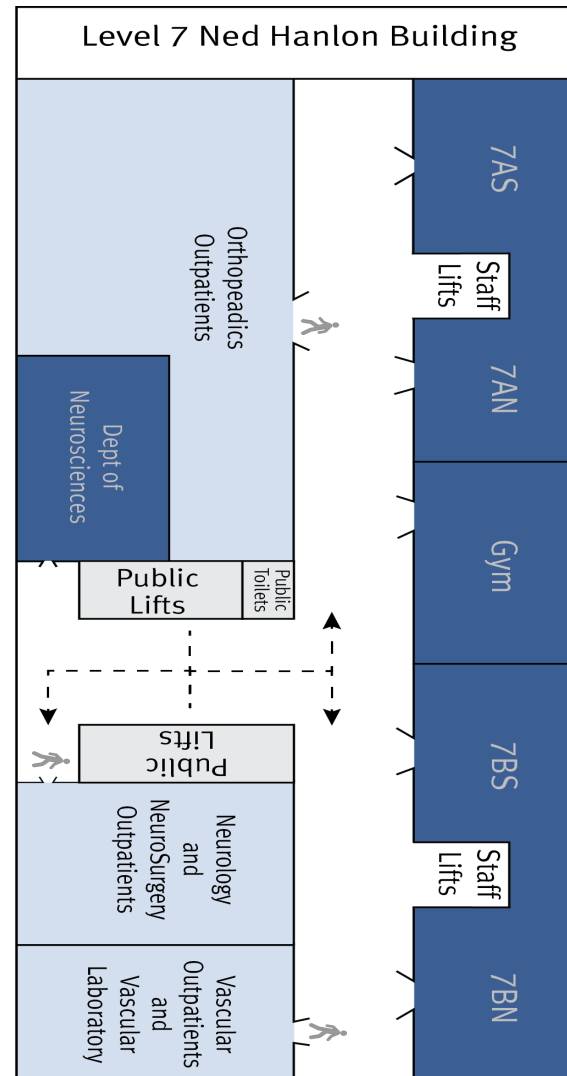 Level 7 Ned Hanlon Building
7AS
Staff
Lifts
Orthopeadics
Outpatients
7AN
Dept of
Neurosciences
Gym
Public
Lifts
Public
Toilets
Public
Lifts
7BS
Neurology
and
NeuroSurgery
Outpatients
Staff
Lifts
Vascular
Outpatients
and
Vascular
Laboratory
7BN